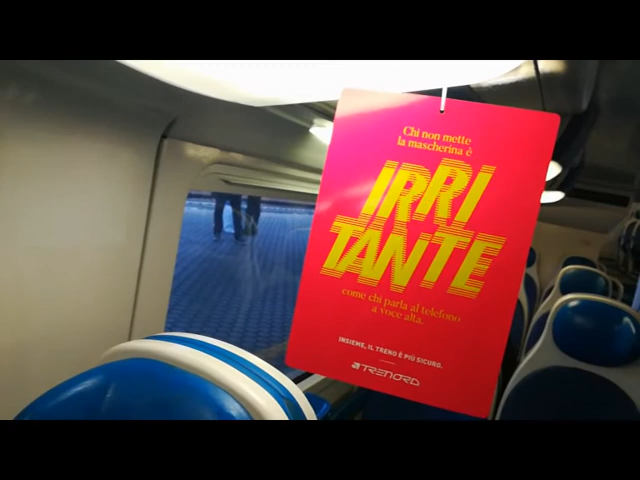 Chi non mette
la mascherina è
IRRI
TANTE
come chi parla al telefono
a voce alta.
INSIEME, IL TRENO È PIÙ SICURO.
TRENORD